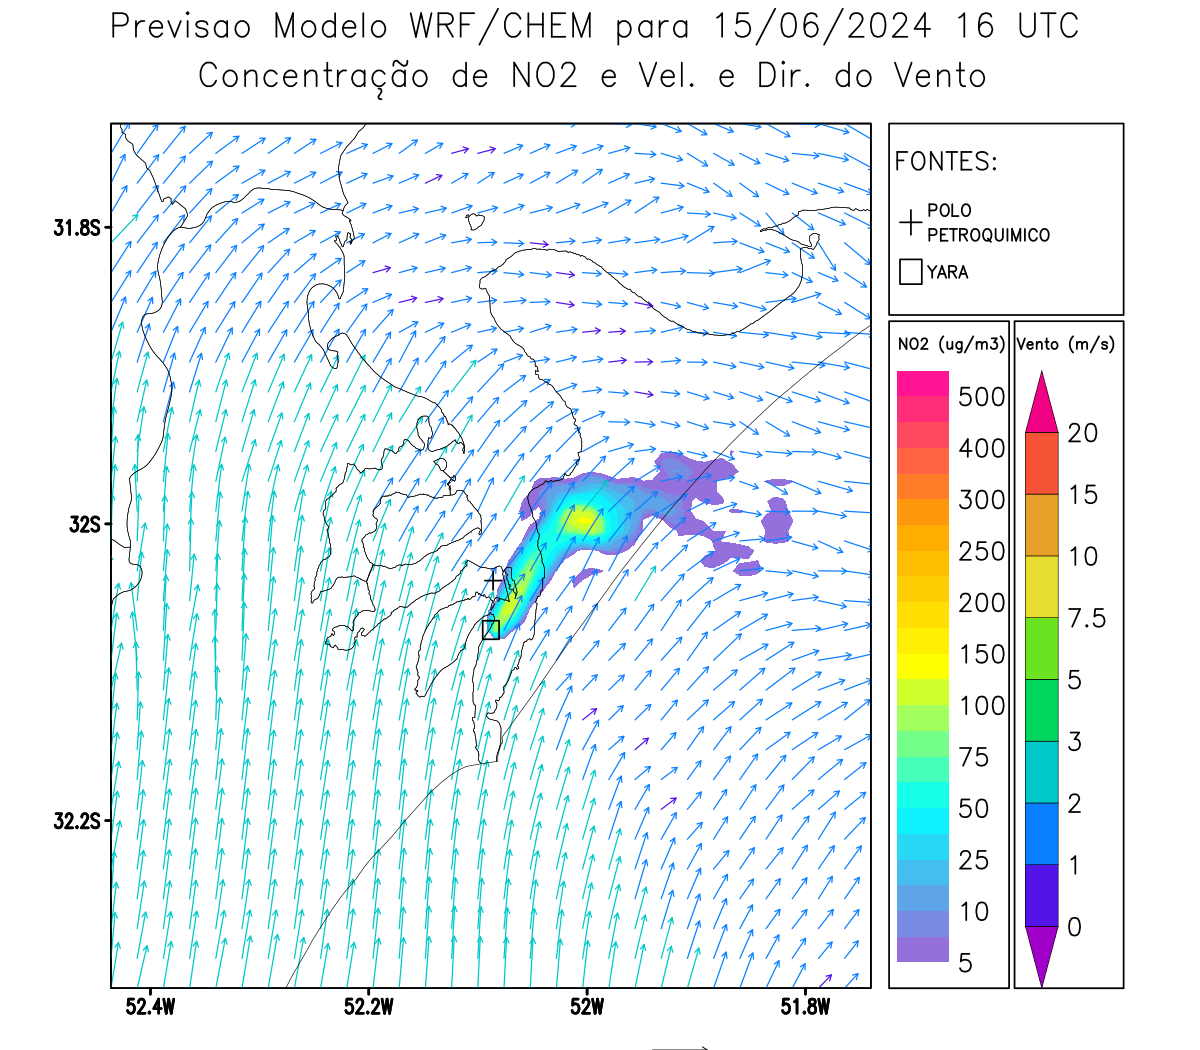 Previsao Modelo WRF/CHEM para 15/06/2024 16 UTC
Concentração de NO2 e Vel. e Dir. do Vento
FONTES:
POLO
PETROQUIMICO
YARA
31.8S
32S
32.2S
52.4W
52.2W
52W
51.8W
NO2 (ug/m3)
500
400
300
250
200
150
100
75
50
25
10
5
Vento (m/s)
20
15
10
7.5
5
3
2
1
0